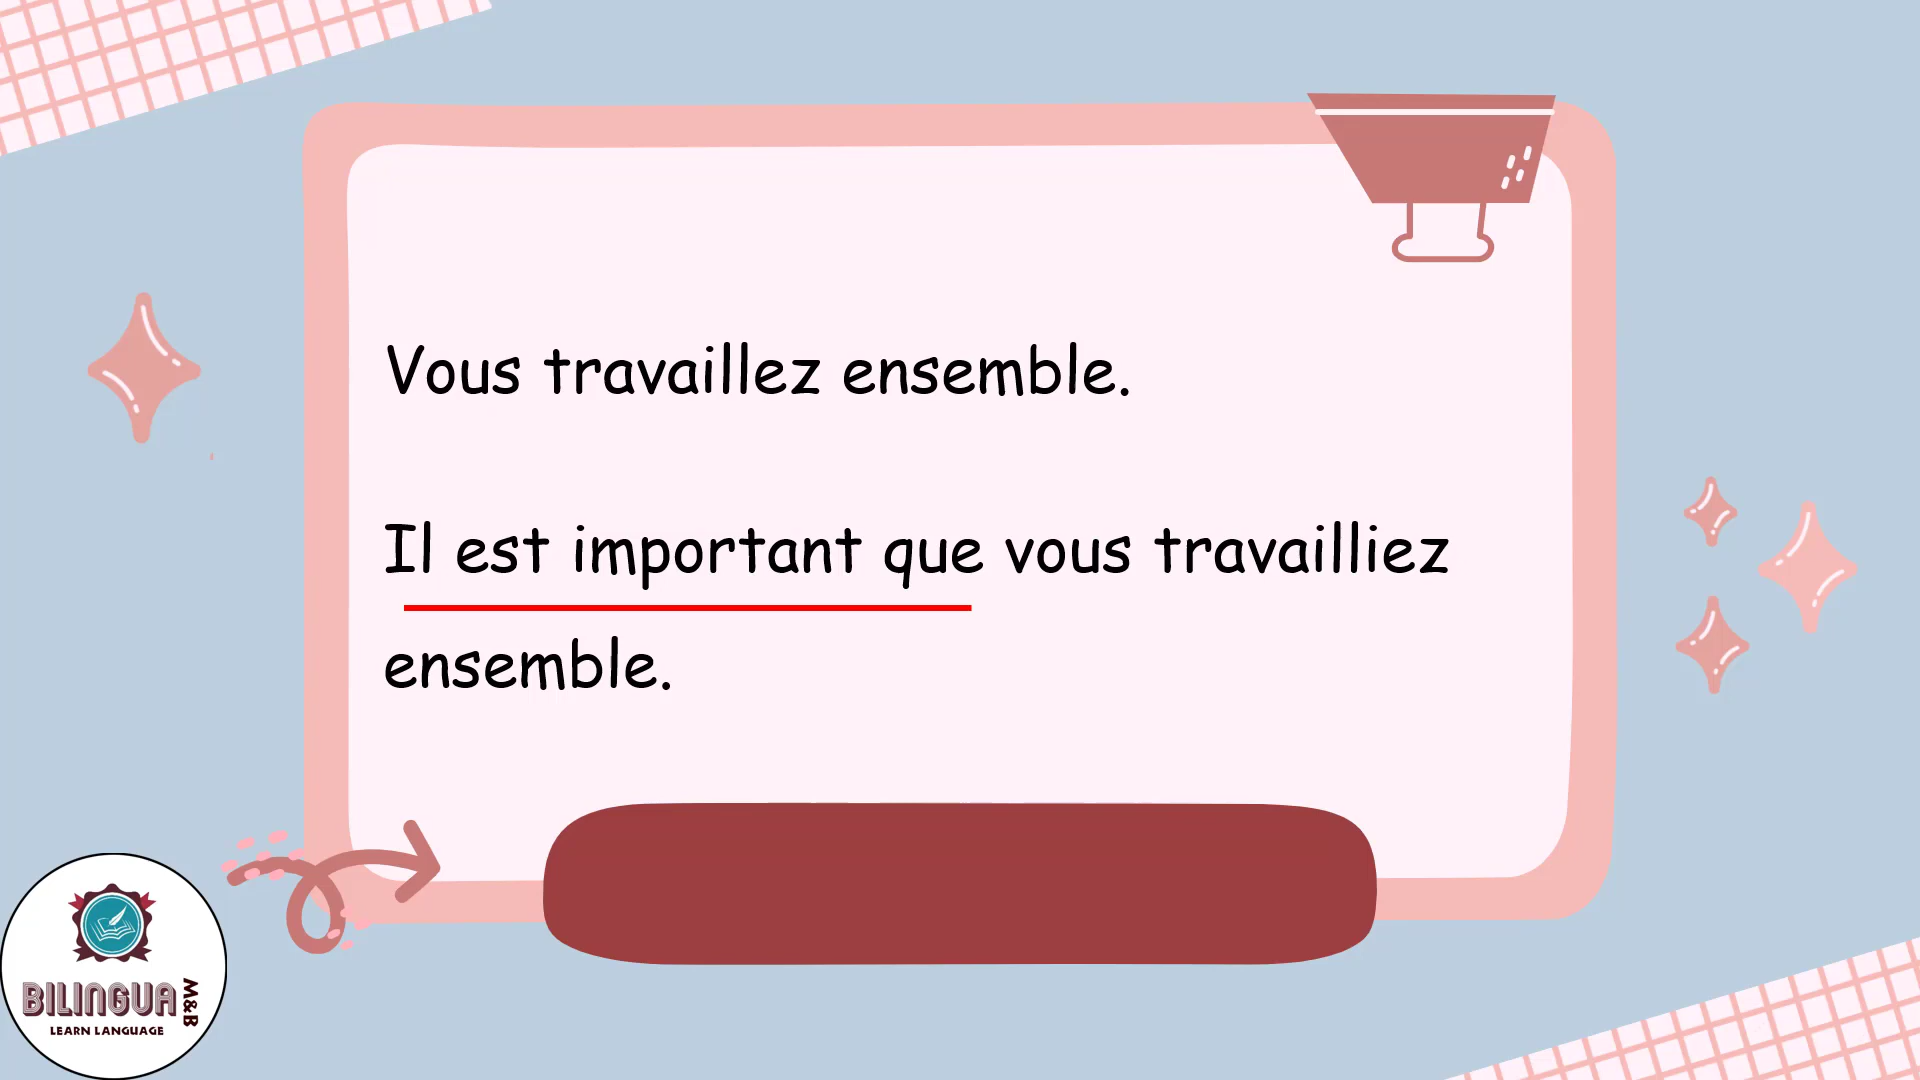 Vous travaillez ensemble.
Il est important que vous travailliez
ensemble.
BILINGUA
M&B
LEARN LANGUAGE